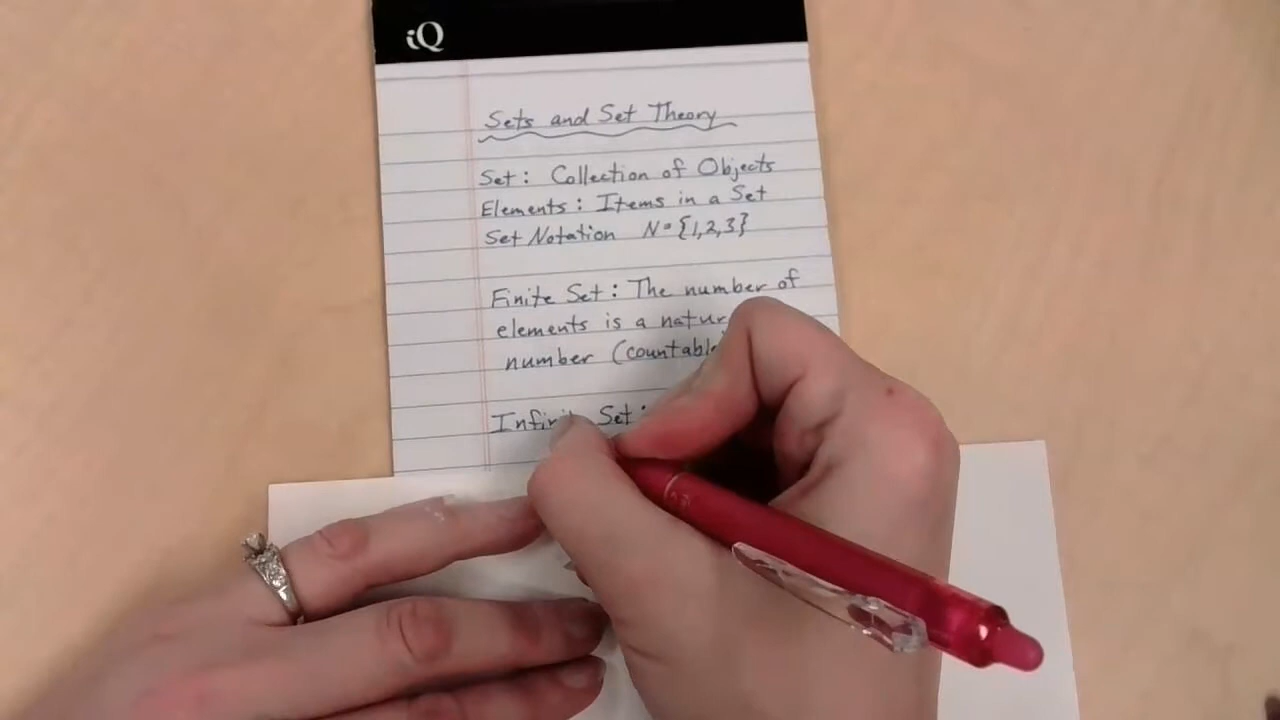 iQ
Sets and Set Theory
Set: Collection of Objects
Elements: Items in a Set
Set Notation N={1,2,3}
Finite Set: The number of
elements is a
number (countable
Set: